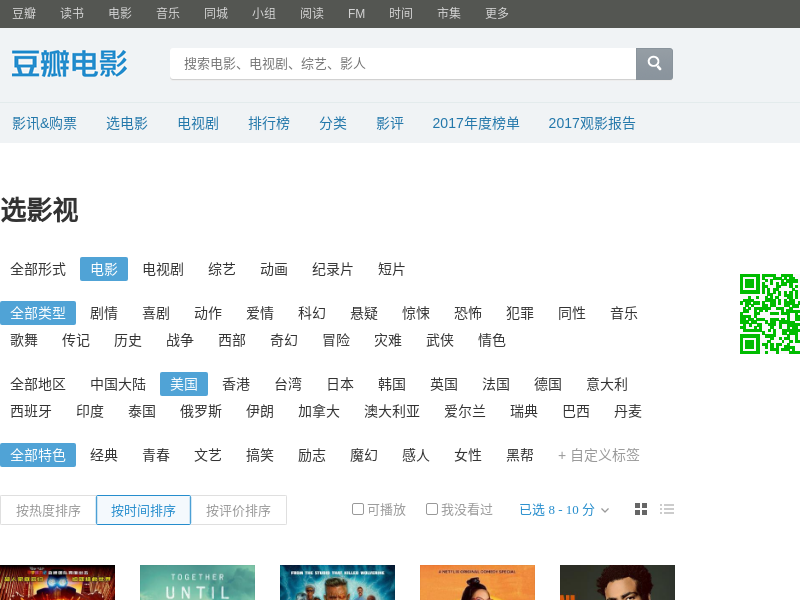 豆瓣 读书 电影 音乐 同城 小组 阅读 FM 时间 市集 更多
豆瓣电影 搜索电影、电视剧、综艺、影人
影讯&购票 选电影 电视剧 排行榜 分类 影评 2017年度榜单 2017观影报告
选影视
全部形式 电影 电视剧 综艺 动画 纪录片 短片
全部类型 剧情 喜剧 动作 爱情 科幻 悬疑 惊悚 恐怖 犯罪 同性 音乐
歌舞 传记 历史 战争 西部 奇幻 冒险 灾难 武侠 情色
全部地区 中国大陆 美国 香港 台湾 日本 韩国 英国 法国 德国 意大利
西班牙 印度 泰国 俄罗斯 伊朗 加拿大 澳大利亚 爱尔兰 瑞典 巴西 丹麦
全部特色 经典 青春 文艺 搞笑 励志 魔幻 感人 女性 黑帮 + 自定义标签
按热度排序 按时间排序 按评价排序 可播放 我没看过 已选 8 - 10 分
FROM THE STUDIO THAT KILLED WOLVERINE
A NETFLIX ORIGINAL COMEDY SPECIAL
TOGETHER
UNTIL